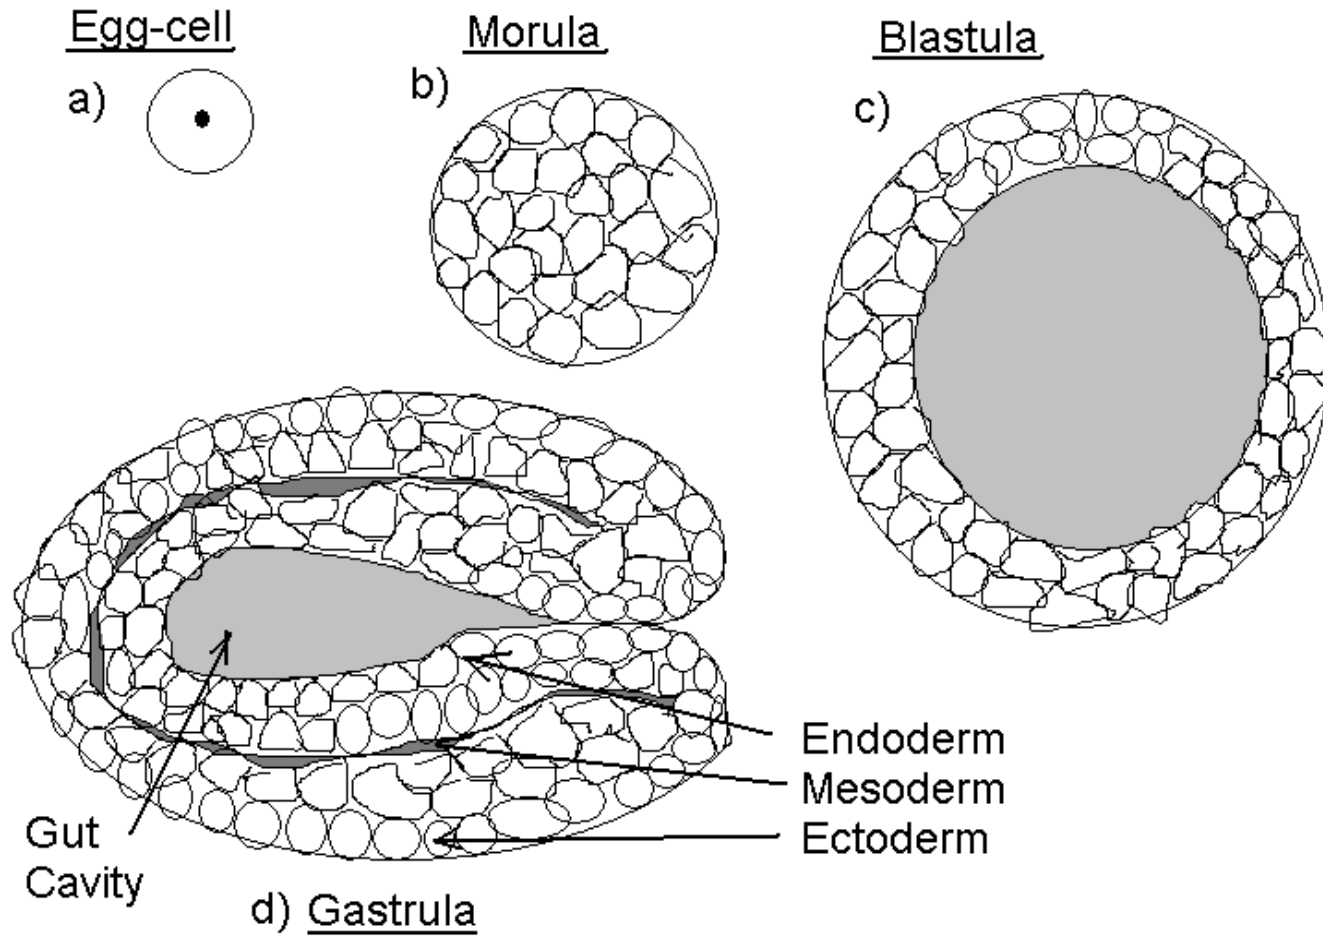 Egg-cell
a)
Morula
b)
Blastula
c)
Endoderm
Mesoderm
Ectoderm
Gut
Cavity
d) Gastrula